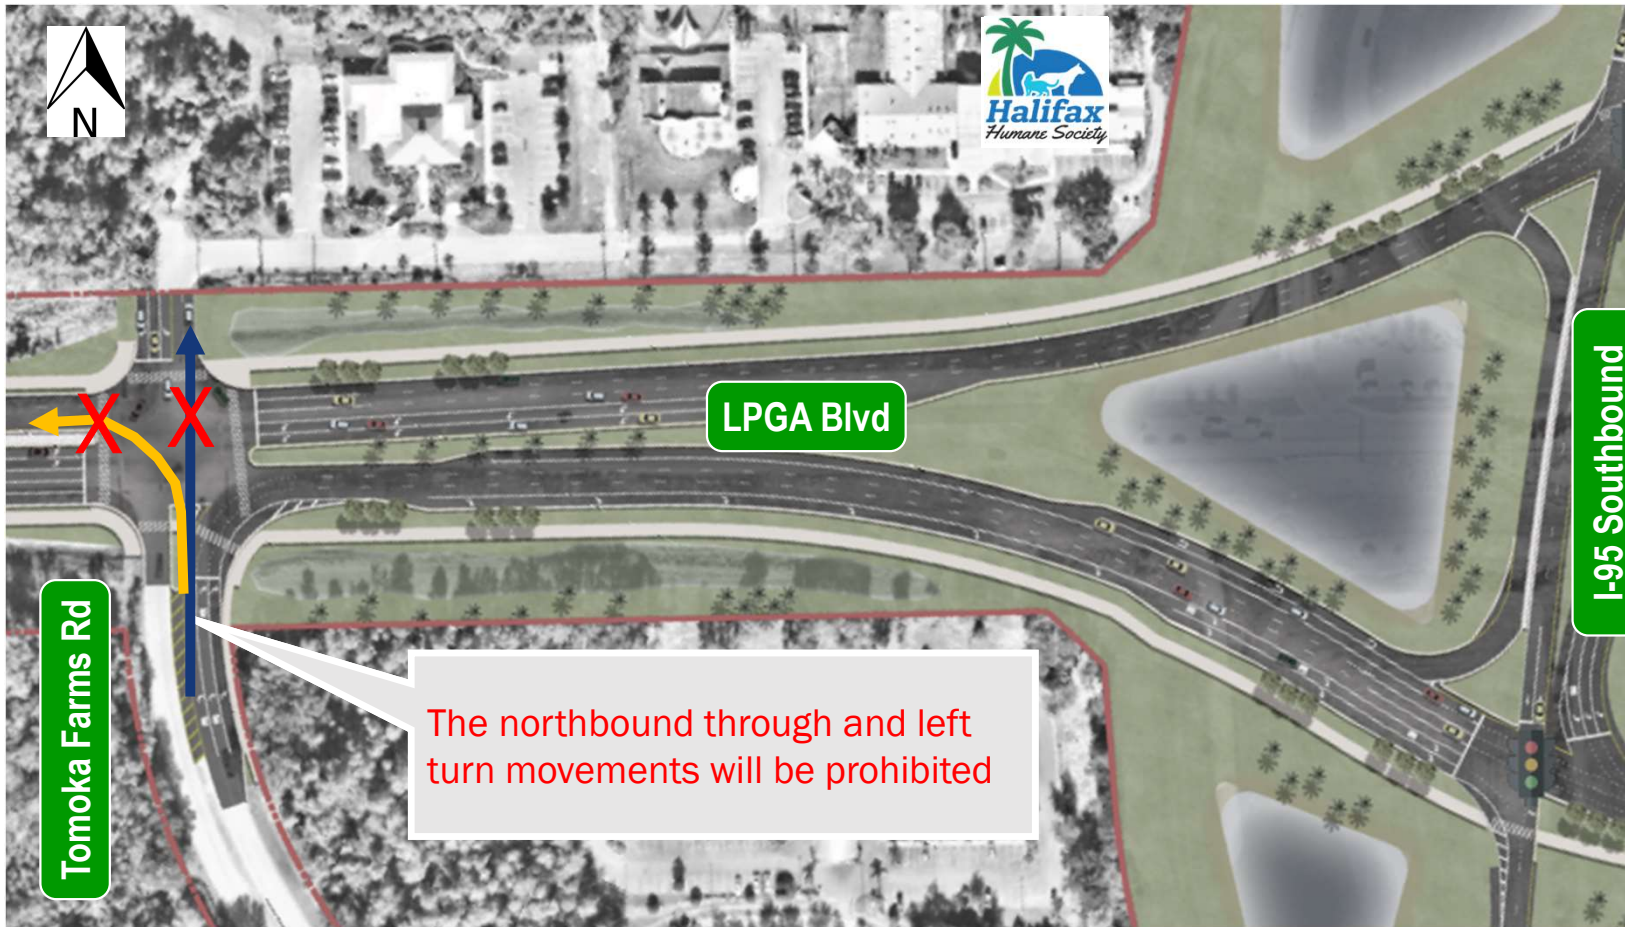 N
Halifax
Humane Society
LPGA Blvd
I-95 Southbound
Tomoka Farms Rd
X
X
The northbound through and left
turn movements will be prohibited